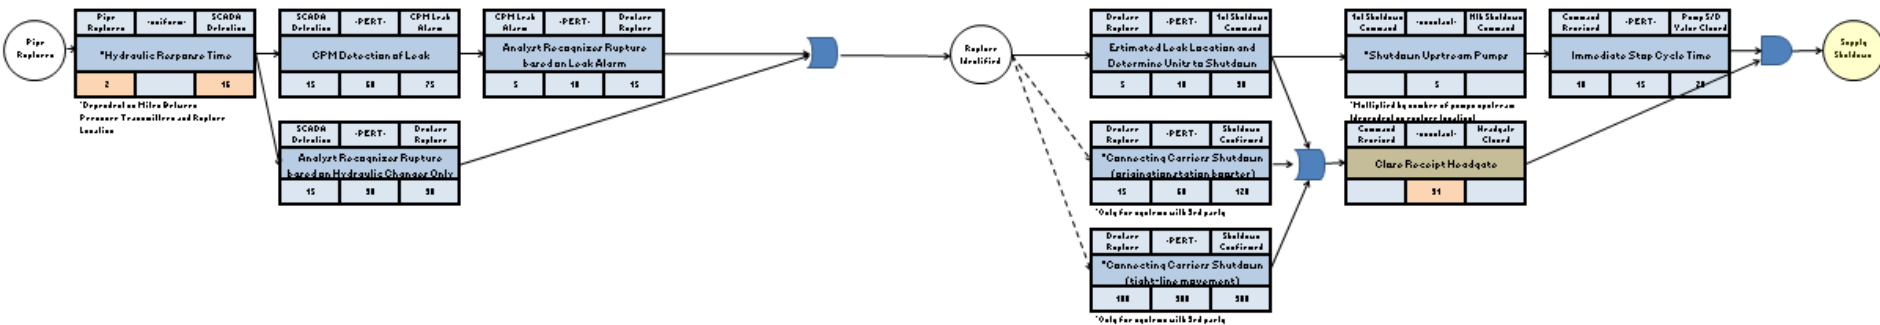 Pipe
Rupture
Pipe
Rupture
-uniform-
SCADA
Detection
*Hydraulic Response Time
2
16
*Dependent on Miles Between
Pressure Transmitters and Rupture
Location
SCADA
Detection
-PERT-
CPM Leak
Alarm
CPM Detection of Leak
15
60
75
CPM Leak
Alarm
-PERT-
Declare
Rupture
Analyst Recognizes Rupture
based on Leak Alarm
5
10
15
SCADA
Detection
-PERT-
Declare
Rupture
Analyst Recognizes Rupture
based on Hydraulic Changes Only
15
Rupture
Identified
Declare
Rupture
-PERT-
1st Shutdown
Command
Estimated Leak Location and
Determine Units to Shutdown
5
10
Declare
Rupture
-PERT-
Shutdown
Confirmed
*Connecting Carriers Shutdown
(origination station booster)
15
60
120
*Only for systems with 3rd party
Declare
Rupture
-PERT-
Shutdown
Confirmed
*Connecting Carriers Shutdown
(tight-line movement)
*Only for systems with 3rd party
1st Shutdown
Command
-constant-
Nth Shutdown
Command
*Shutdown Upstream Pumps
5
*Multiplied by number of pumps upstream
(dependent on rupture location)
Command
Received
-PERT-
Pump S/D
Valve Closed
Immediate Stop Cycle Time
10
15
20
Command
Received
-constant-
Headgate
Closed
Close Receipt Headgate
Supply
Shutdown